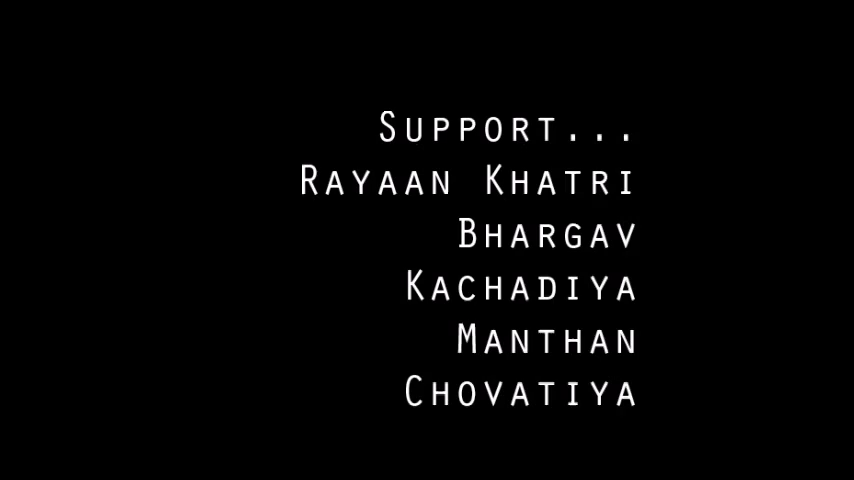 Support...
Rayaan Khatri
Bhargav
Kachadiya
Manthan
Chovatiya